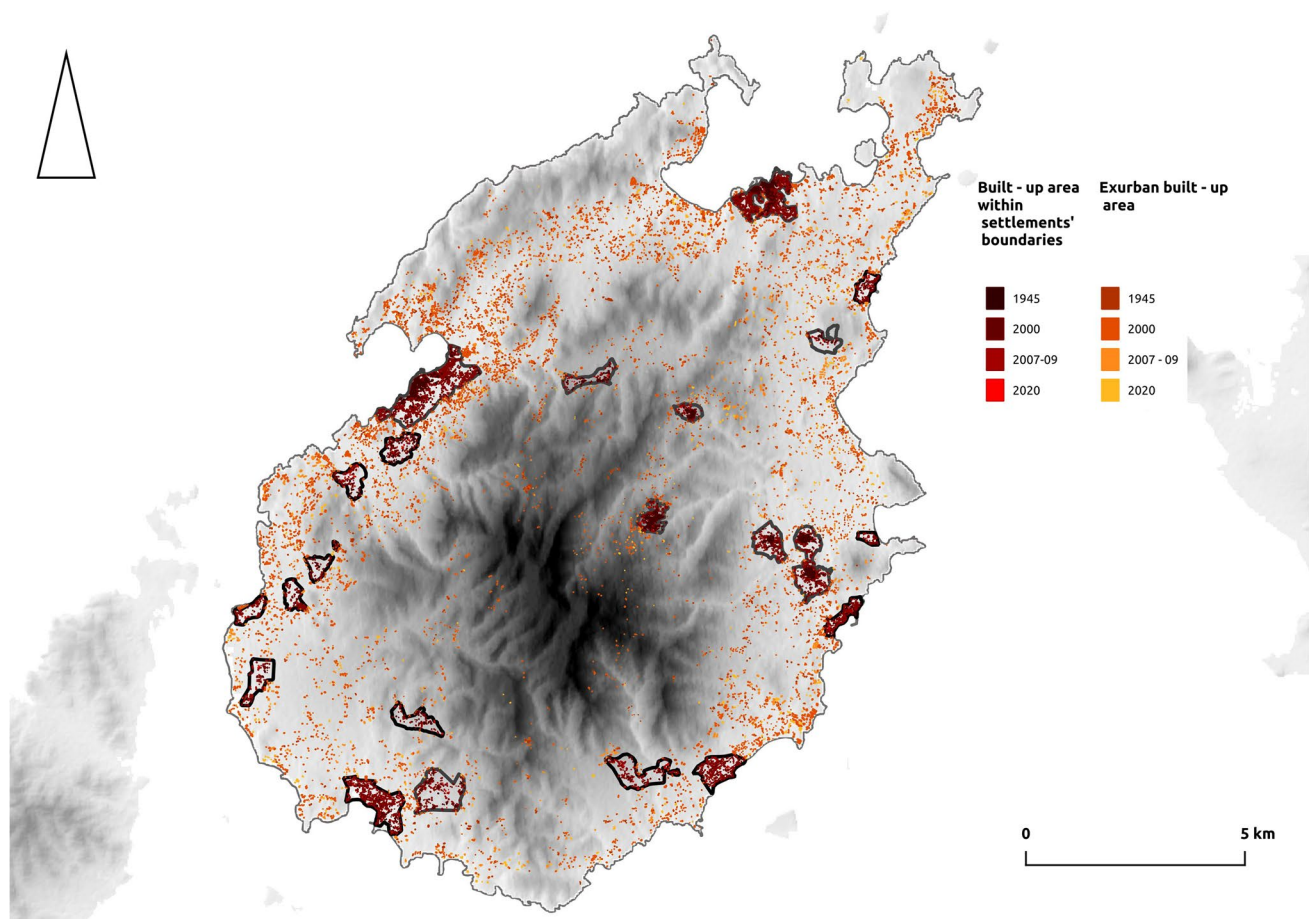 Built - up area
within
settlements'
boundaries
Exurban built - up
area
1945
2000
2007-09
2020
1945
2000
2007 - 09
2020
0
5 km